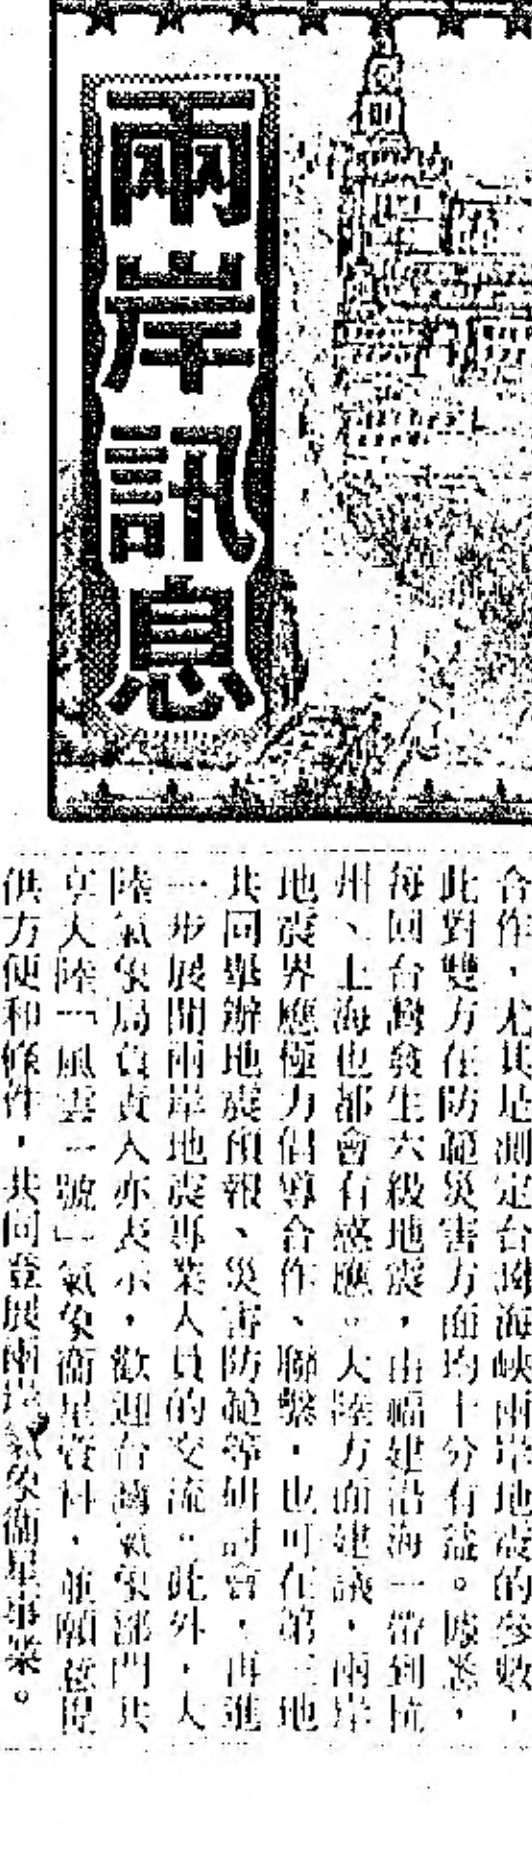 兩岸訊息
合作，尤其是測定台灣海峽兩岸地震的參數，
此對雙方在防範災害方面均十分有益。據悉，
每回台灣發生六級地震，由福建沿海一帶到杭
州、上海也都會有感應。大陸方面建議，兩岸
地震界應極力倡導合作、聯繫，也可在第三地
共同舉辦地震預報、災害防範等研討會，再進
一步展開兩岸地震專業人員的交流。此外，大
陸氣象局負責人亦表示，歡迎台灣氣象部門共
享大陸「風雲一號」氣象衛星資料，並願意提
供方便和條件，共同發展兩岸氣象衛星事業。